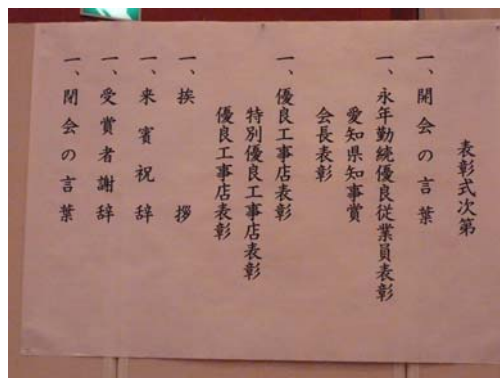 表彰式次第
一、開会の言葉
一、永年勤続優良従業員表彰
愛知県知事賞
会長表彰
一、優良工事店表彰
特別優良工事店表彰
優良工事店表彰
一、挨拶
一、来賓祝辞
一、受賞者謝辞
一、閉会の言葉